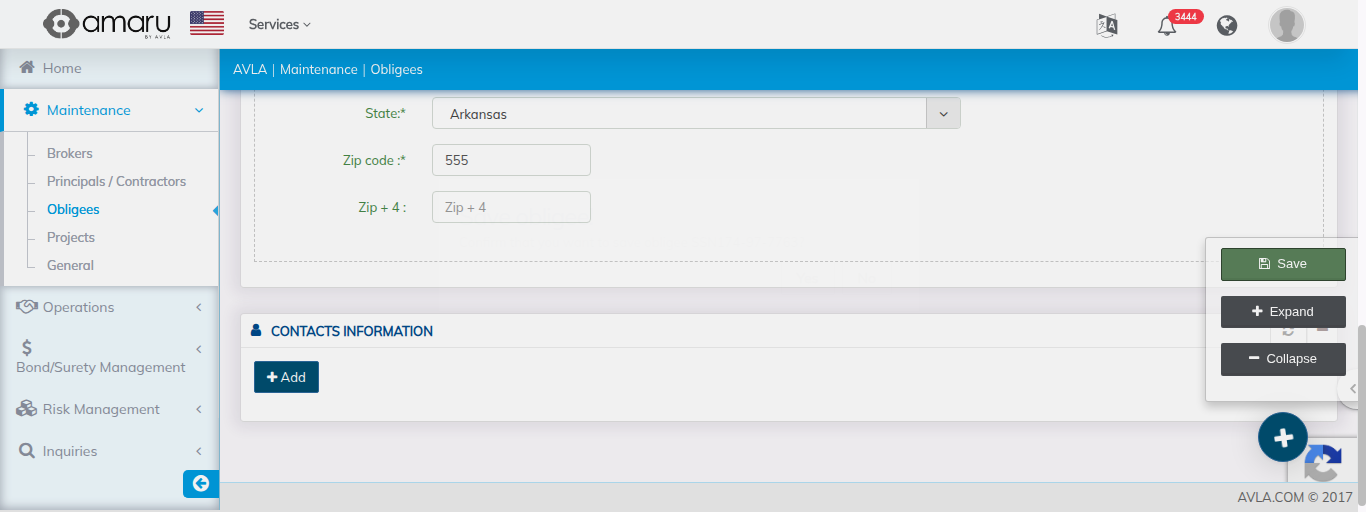 amaru
BY AVLA
Services
3444
Home
AVLA | Maintenance | Obligees
Maintenance
State:*
Arkansas
Brokers
Zip code :*
555
Principals / Contractors
Obligees
Zip + 4 :
Zip + 4
Projects
General
Save
Operations
Expand
CONTACTS INFORMATION
Bond/Surety Management
Collapse
Add
Risk Management
Inquiries
AVLA.COM © 2017